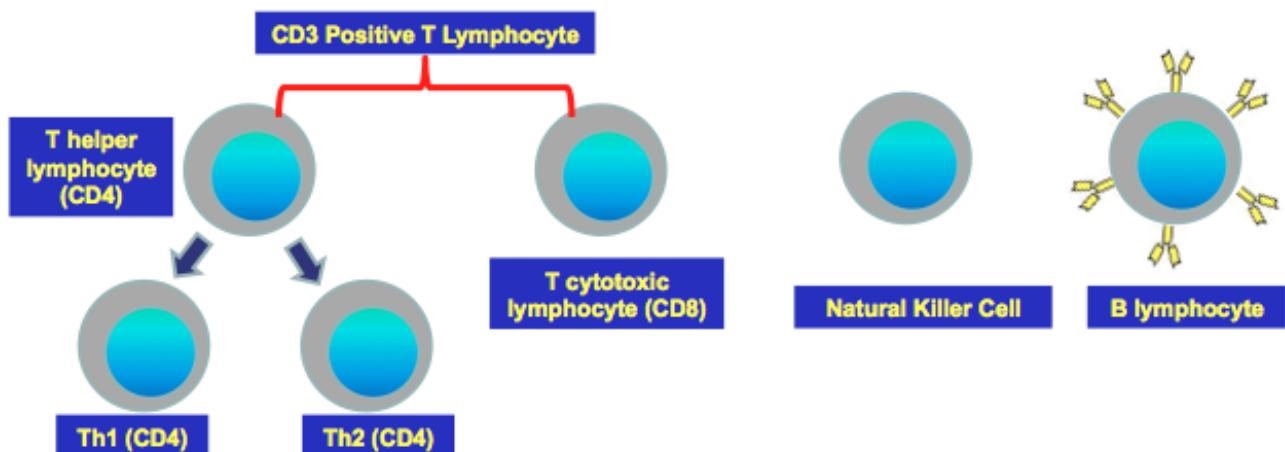 CD3 Positive T Lymphocyte
T helper
lymphocyte
(CD4)
T cytotoxic
lymphocyte (CD8)
Natural Killer Cell
B lymphocyte
Th1 (CD4)
Th2 (CD4)